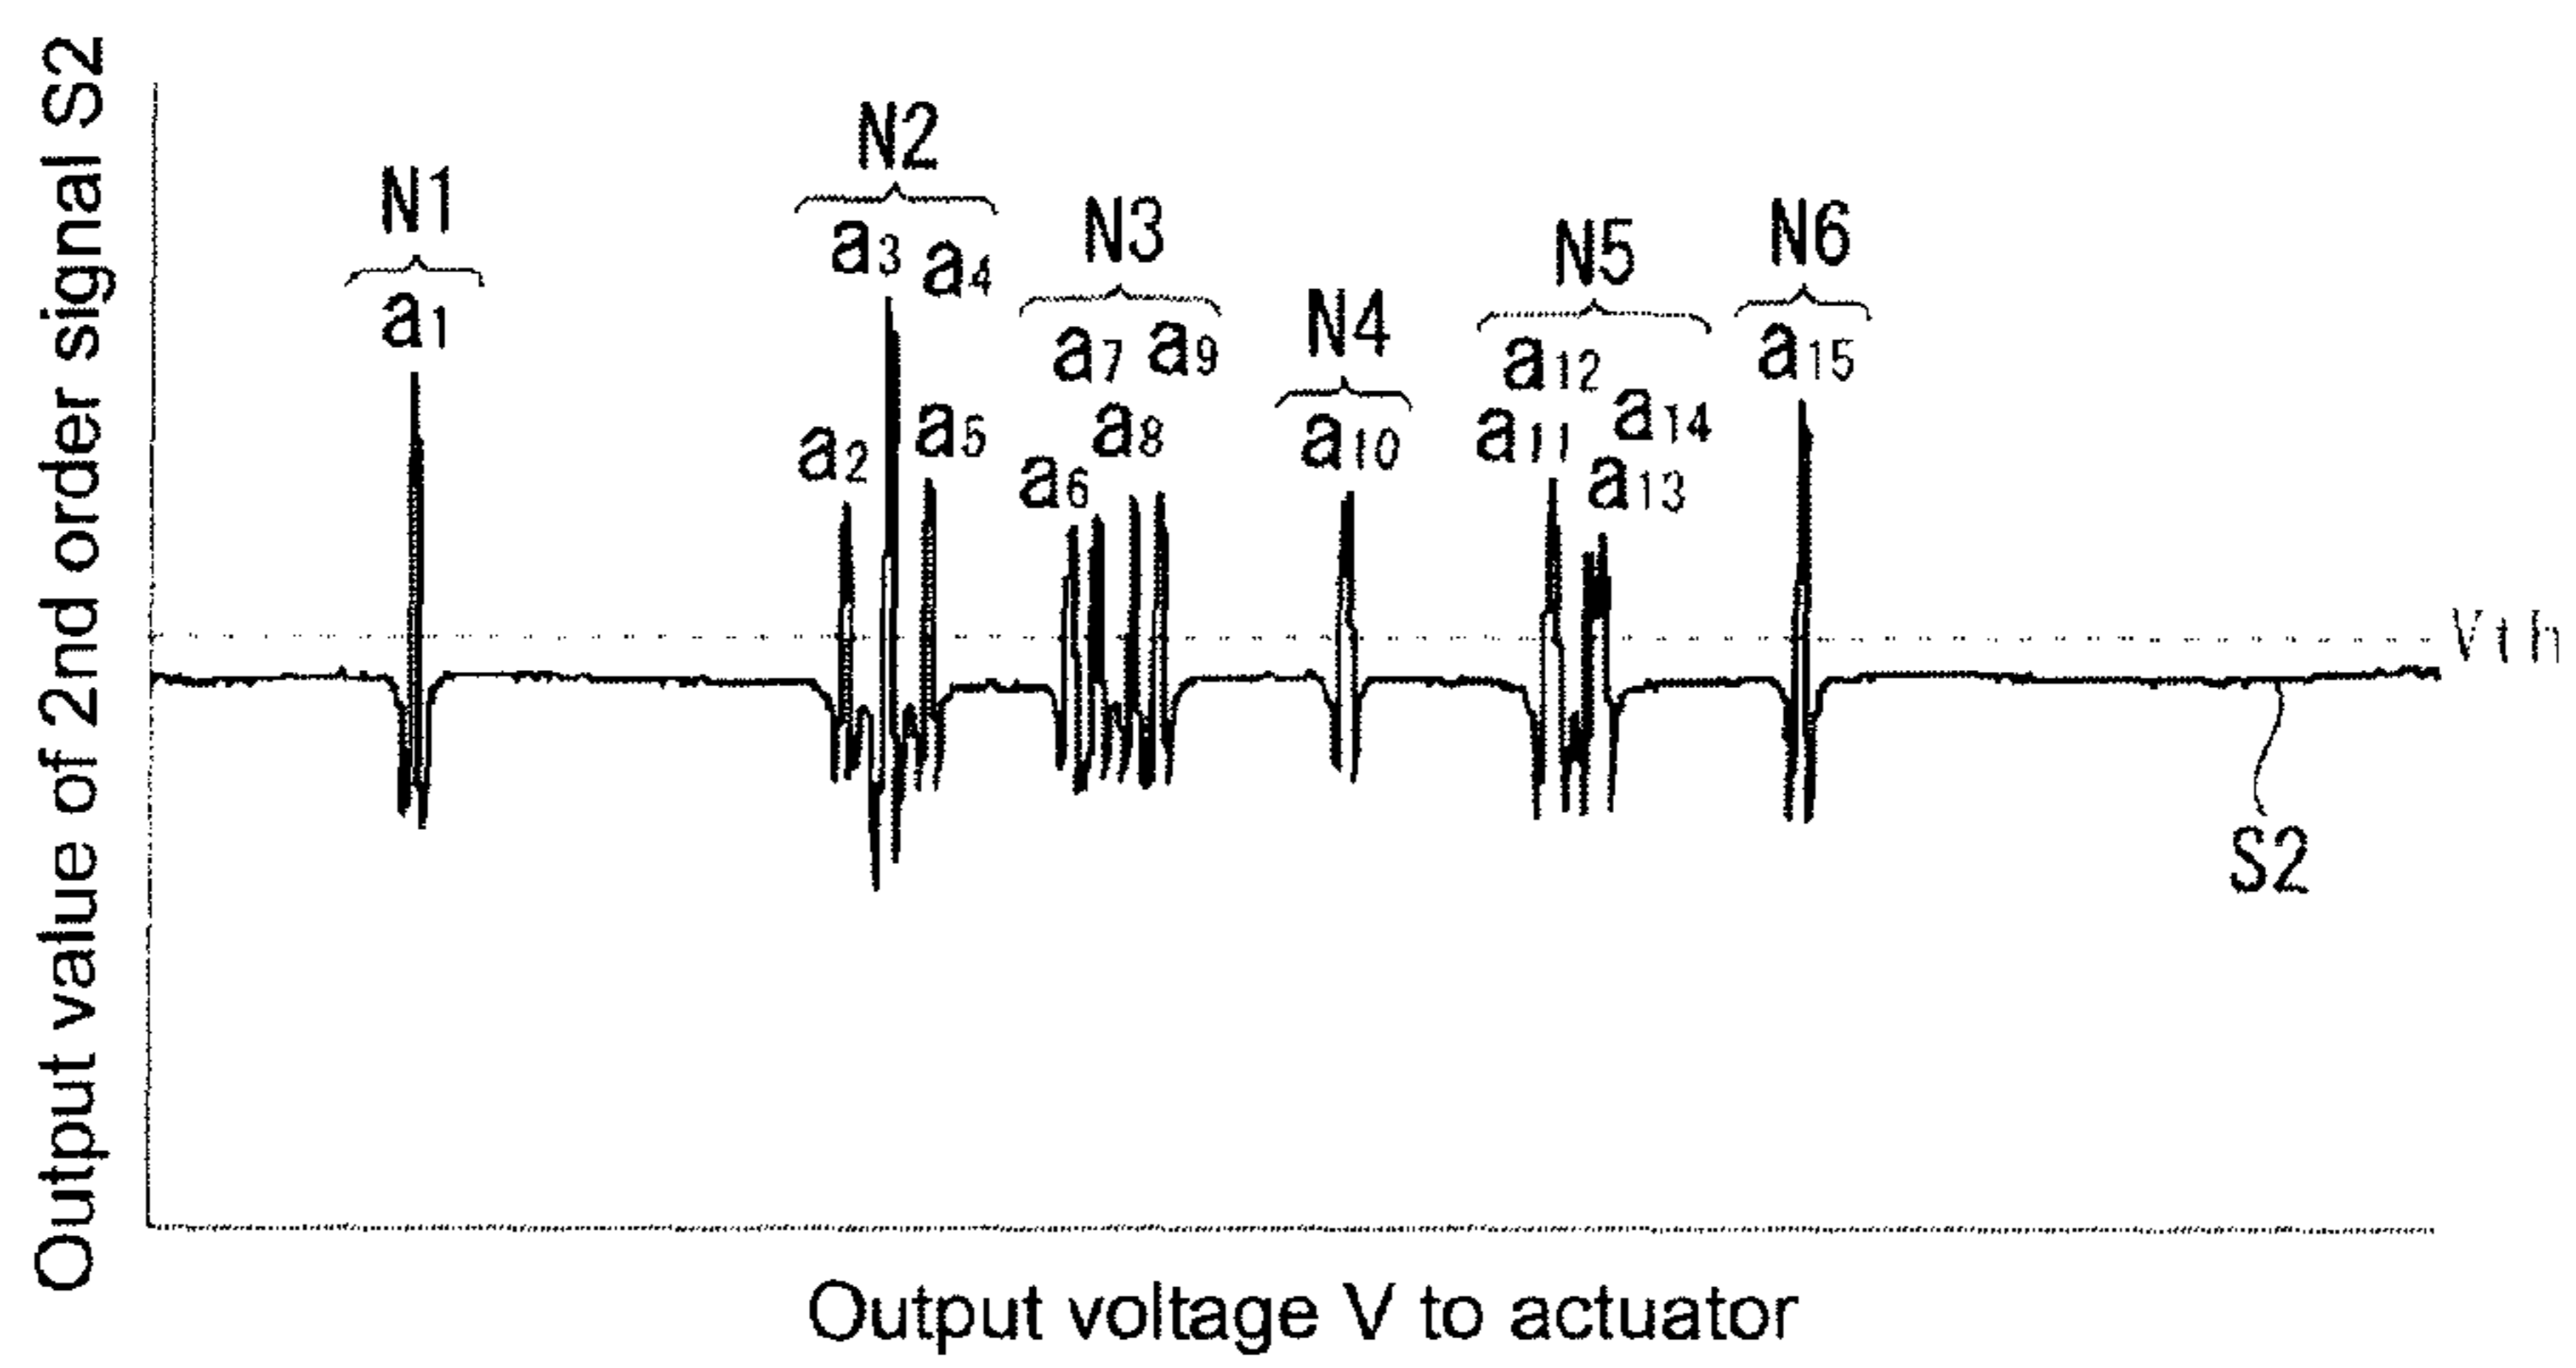 Output value of 2nd order signal S2
N1
a1
N2
a3
a4
a2
a5
N3
a7
a9
a8
a6
N4
a10
N5
a12
a11
a14
a13
N6
a15
Vth
S2
Output voltage V to actuator